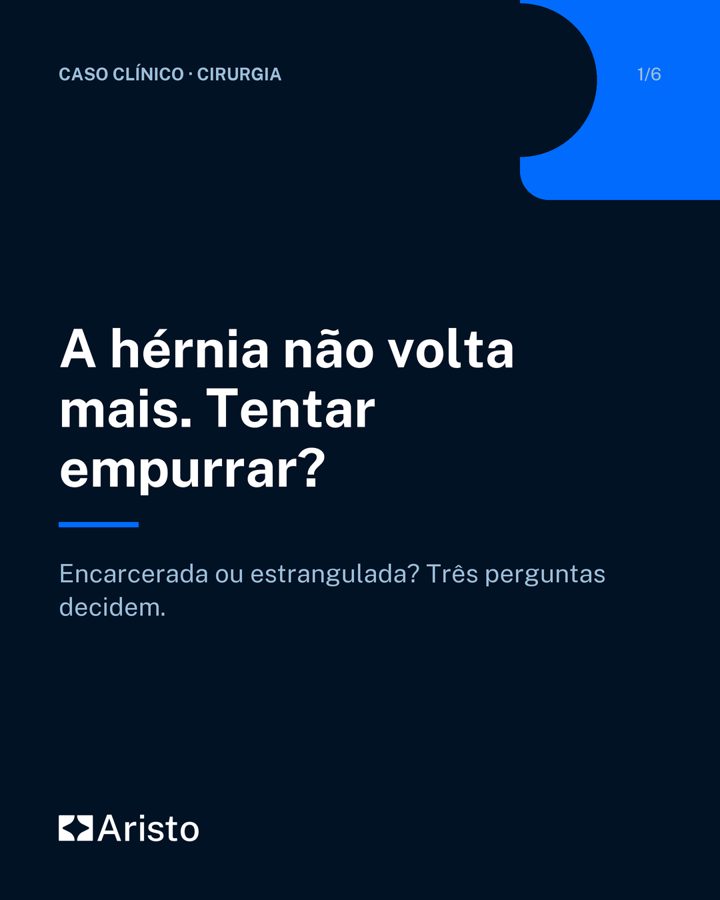 CASO CLÍNICO · CIRURGIA
1/6
A hérnia não volta
mais. Tentar
empurrar?
Encarcerada ou estrangulada? Três perguntas
decidem.
Aristo